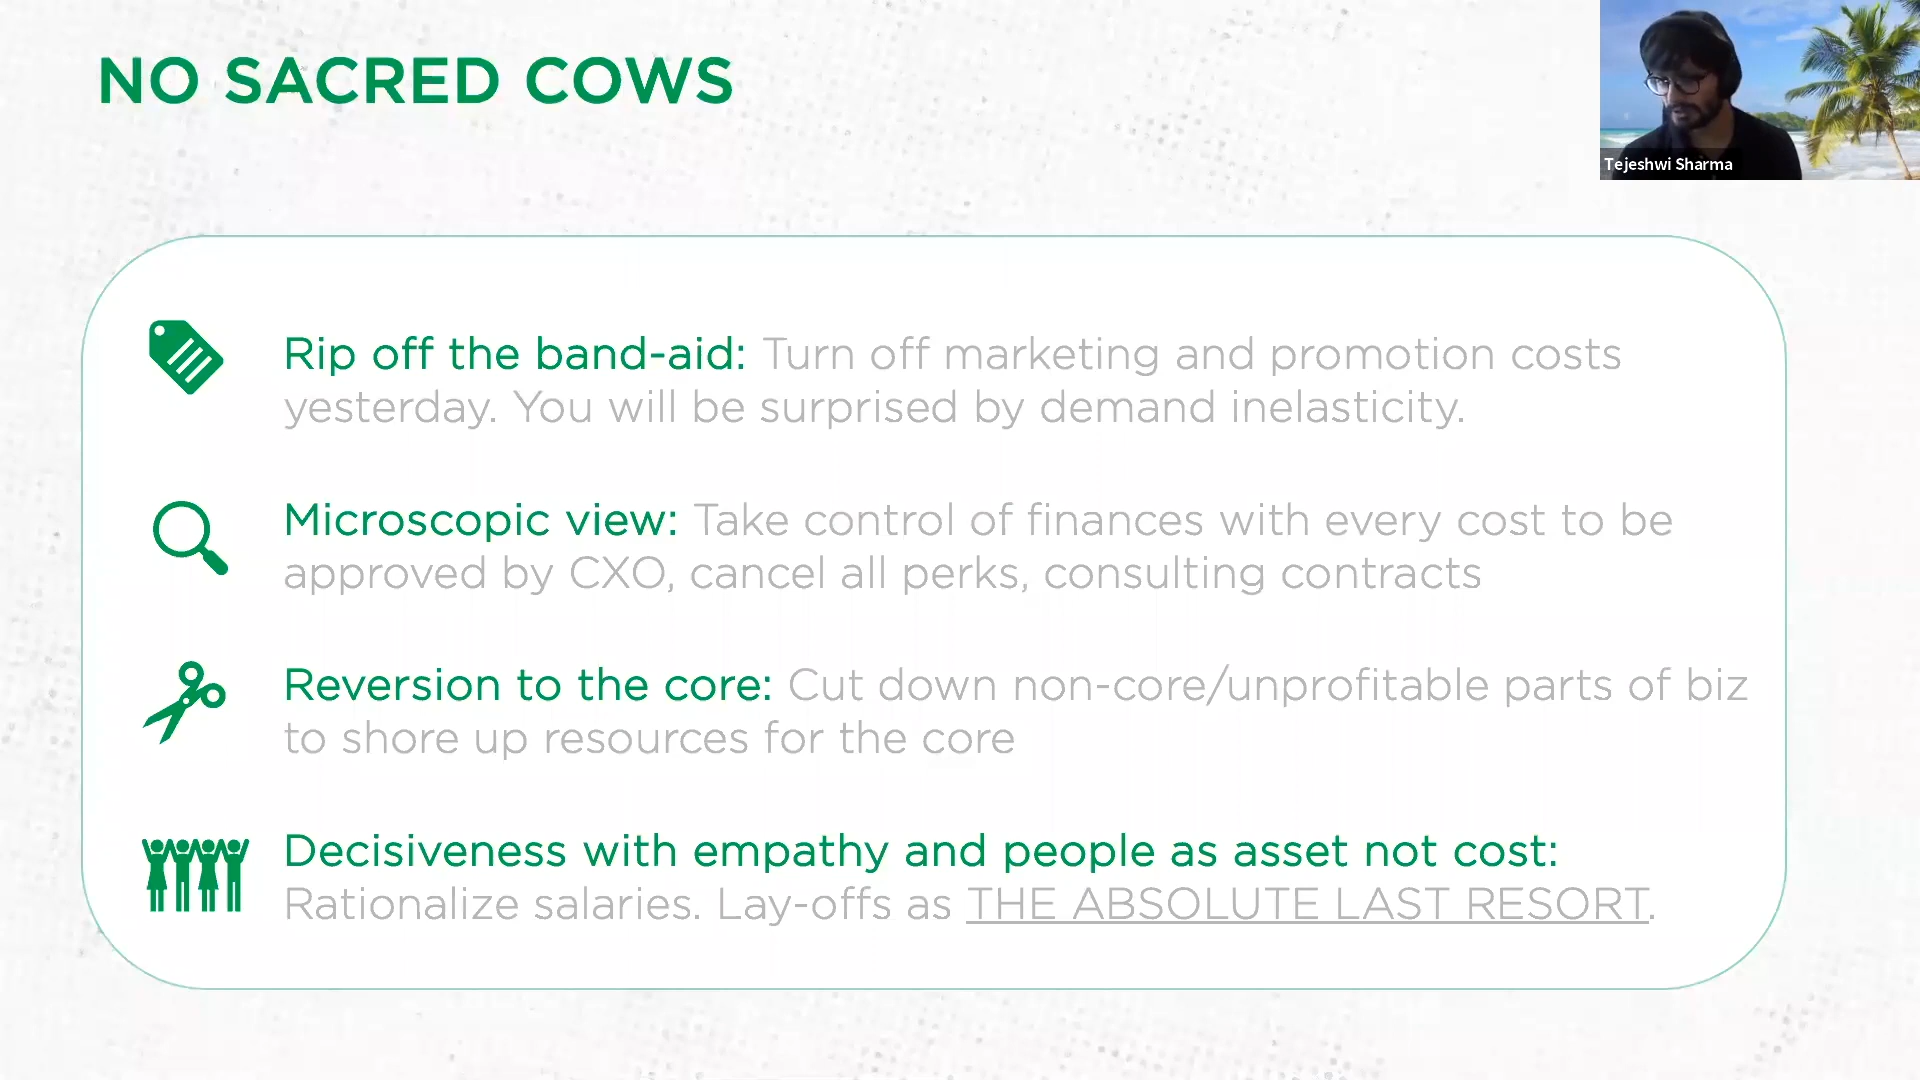 NO SACRED COWS
Tejeshwi Sharma
Rip off the band-aid: Turn off marketing and promotion costs
yesterday. You will be surprised by demand inelasticity.
Microscopic view: Take control of finances with every cost to be
approved by CXO, cancel all perks, consulting contracts
Reversion to the core: Cut down non-core/unprofitable parts of biz
to shore up resources for the core
Decisiveness with empathy and people as asset not cost:
Rationalize salaries. Lay-offs as THE ABSOLUTE LAST RESORT.